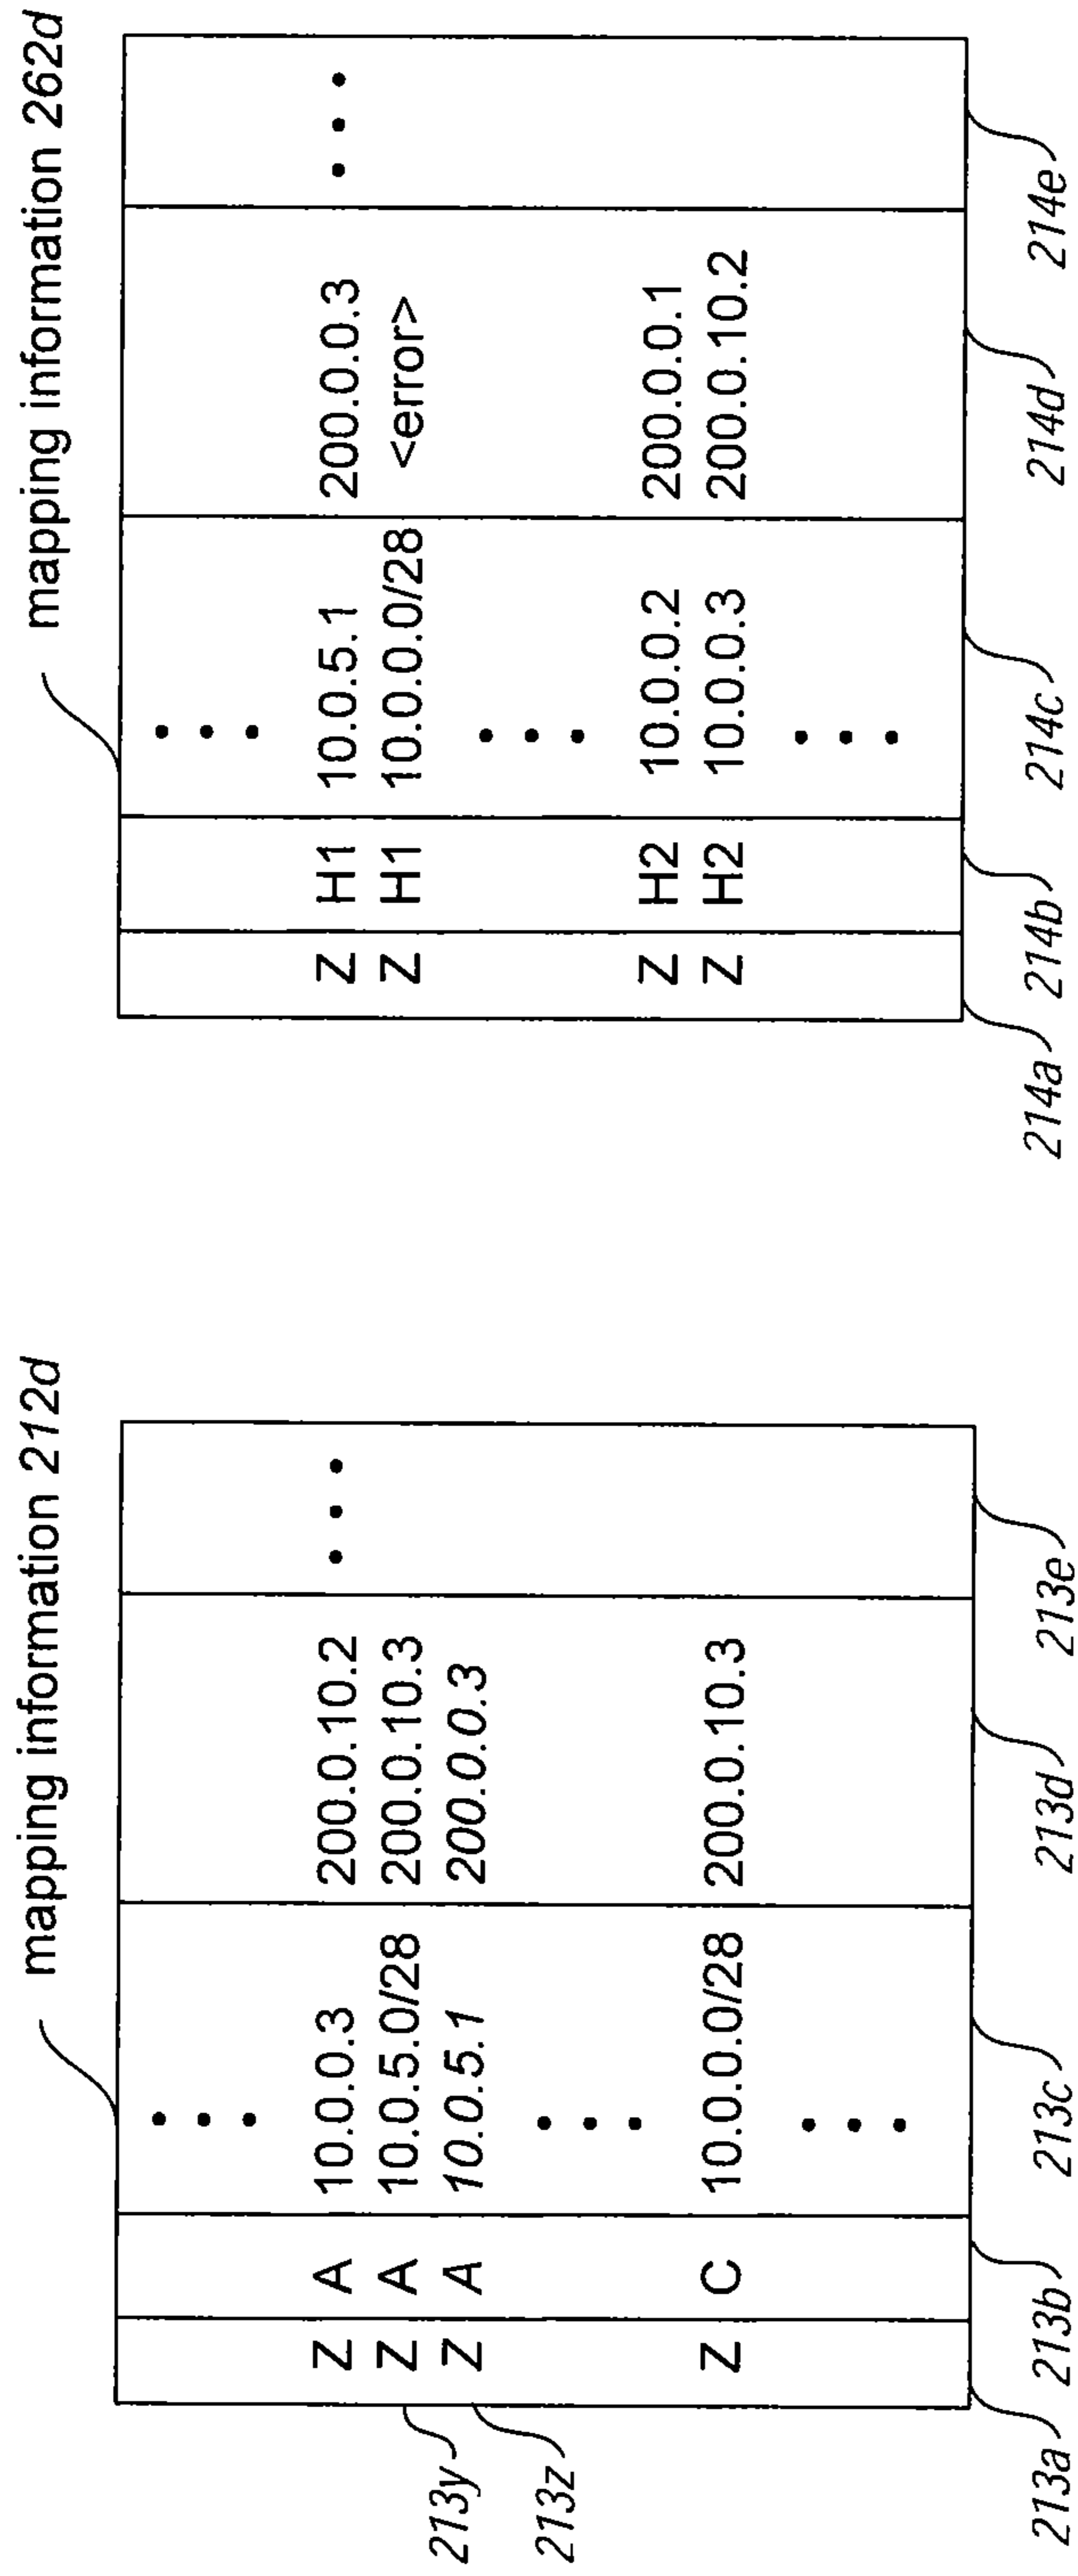 mapping information 212d
• • •
Z A 10.0.0.3 200.0.10.2 • • •
Z A 10.0.5.0/28 200.0.10.3
Z A 10.0.5.1 200.0.0.3
• • •
Z C 10.0.0.0/28 200.0.10.3
• • •
213y
213z
213a 213b 213c 213d 213e
mapping information 262d
• • •
Z H1 10.0.5.1 200.0.0.3 • • •
Z H1 10.0.0.0/28 <error>
• • •
Z H2 10.0.0.2 200.0.0.1
Z H2 10.0.0.3 200.0.10.2
• • •
214a 214b 214c 214d 214e